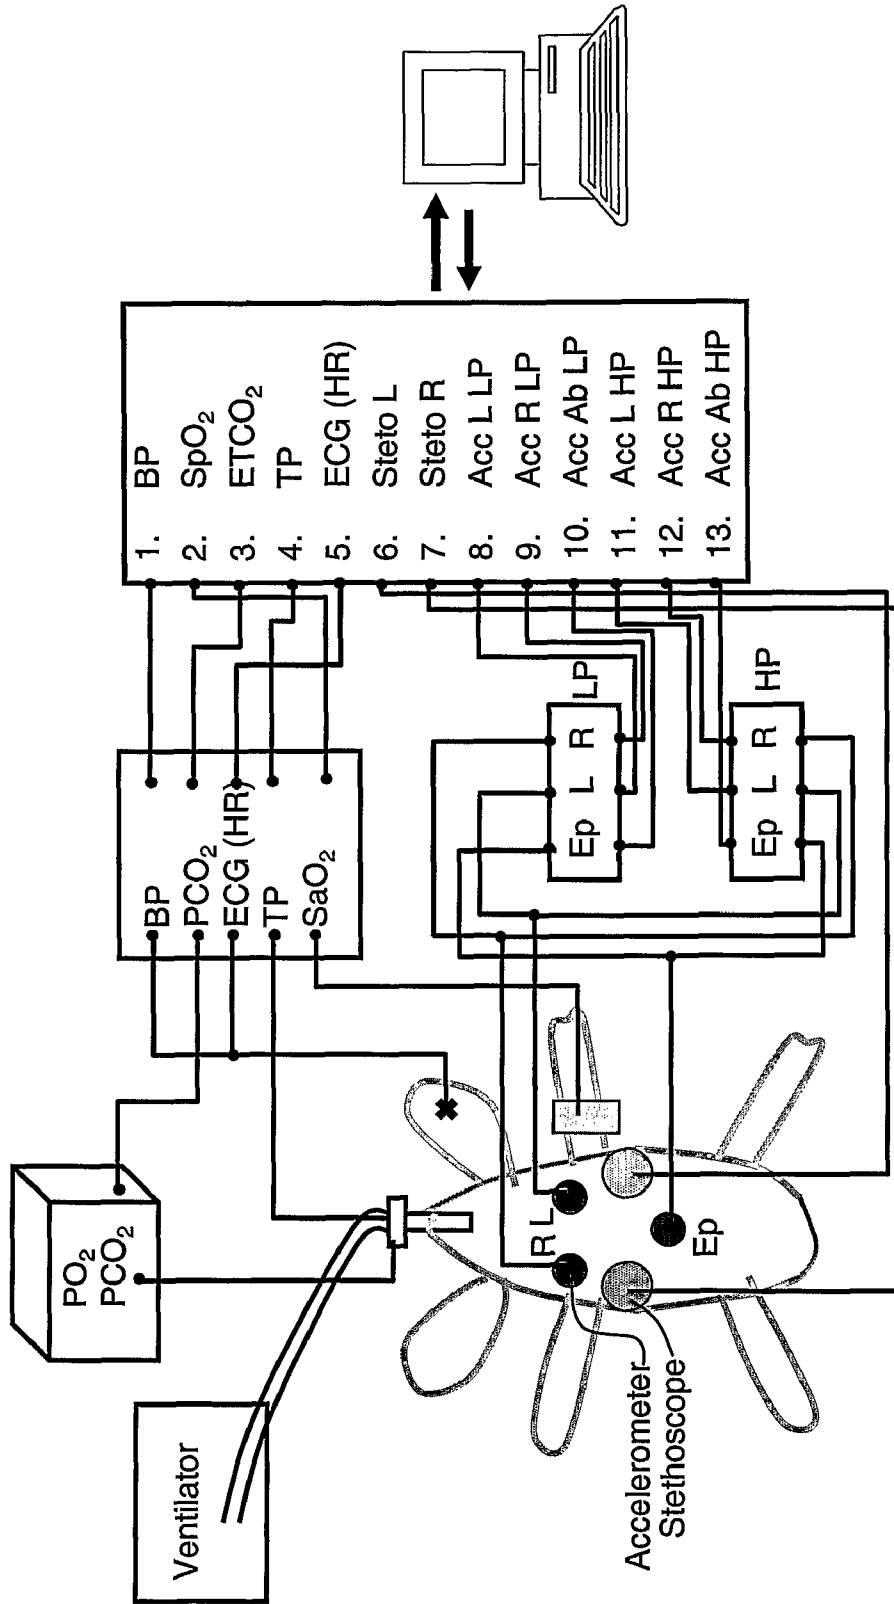 Ventilator
PO2
PCO2
BP
PCO2
ECG (HR)
TP
SaO2
1. BP
2. SpO2
3. ETCO2
4. TP
5. ECG (HR)
6. Steto L
7. Steto R
8. Acc L LP
9. Acc R LP
10. Acc Ab LP
11. Acc L HP
12. Acc R HP
13. Acc Ab HP
Ep L R
LP
Ep L R
HP
R L
Ep
Accelerometer
Stethoscope